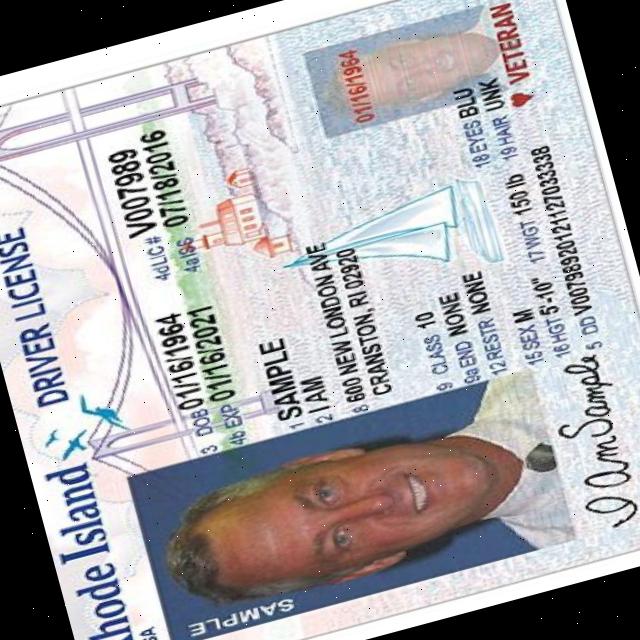 hode Island DRIVER LICENSE
SA
4d LIC # V007989
3 DOB 01/16/1964
4a ISS 07/18/2016
4b EXP 01/16/2021
1 SAMPLE
2 I AM
8 680 NEW LONDON AVE
CRANSTON, RI 02920
9 CLASS 10
9a END NONE
12 RESTR NONE
15 SEX M
16 HGT 5'-10"
17 WGT 150 lb
18 EYES BLU
19 HAIR UNK
5 DD V0079892012112703338
01/16/1964
VETERAN
SAMPLE
I Am Sample